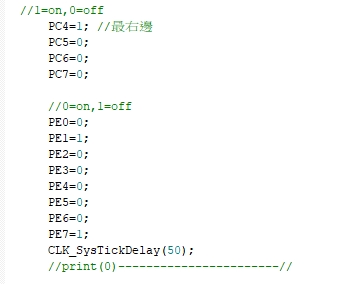 //1=on,0=off
PC4=1; //最右邊
PC5=0;
PC6=0;
PC7=0;
//0=on,1=off
PE0=0;
PE1=1;
PE2=0;
PE3=0;
PE4=0;
PE5=0;
PE6=0;
PE7=1;
CLK_SysTickDelay(50);
//print(0)-----------------------//